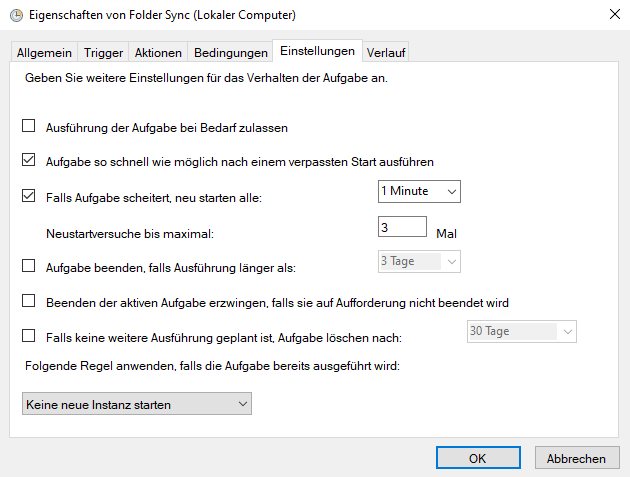 Eigenschaften von Folder Sync (Lokaler Computer)
Allgemein Trigger Aktionen Bedingungen Einstellungen Verlauf
Geben Sie weitere Einstellungen für das Verhalten der Aufgabe an.
Ausführung der Aufgabe bei Bedarf zulassen
Aufgabe so schnell wie möglich nach einem verpassten Start ausführen
Falls Aufgabe scheitert, neu starten alle: 1 Minute
Neustartversuche bis maximal: 3 Mal
Aufgabe beenden, falls Ausführung länger als: 3 Tage
Beenden der aktiven Aufgabe erzwingen, falls sie auf Aufforderung nicht beendet wird
Falls keine weitere Ausführung geplant ist, Aufgabe löschen nach: 30 Tage
Folgende Regel anwenden, falls die Aufgabe bereits ausgeführt wird:
Keine neue Instanz starten
OK Abbrechen